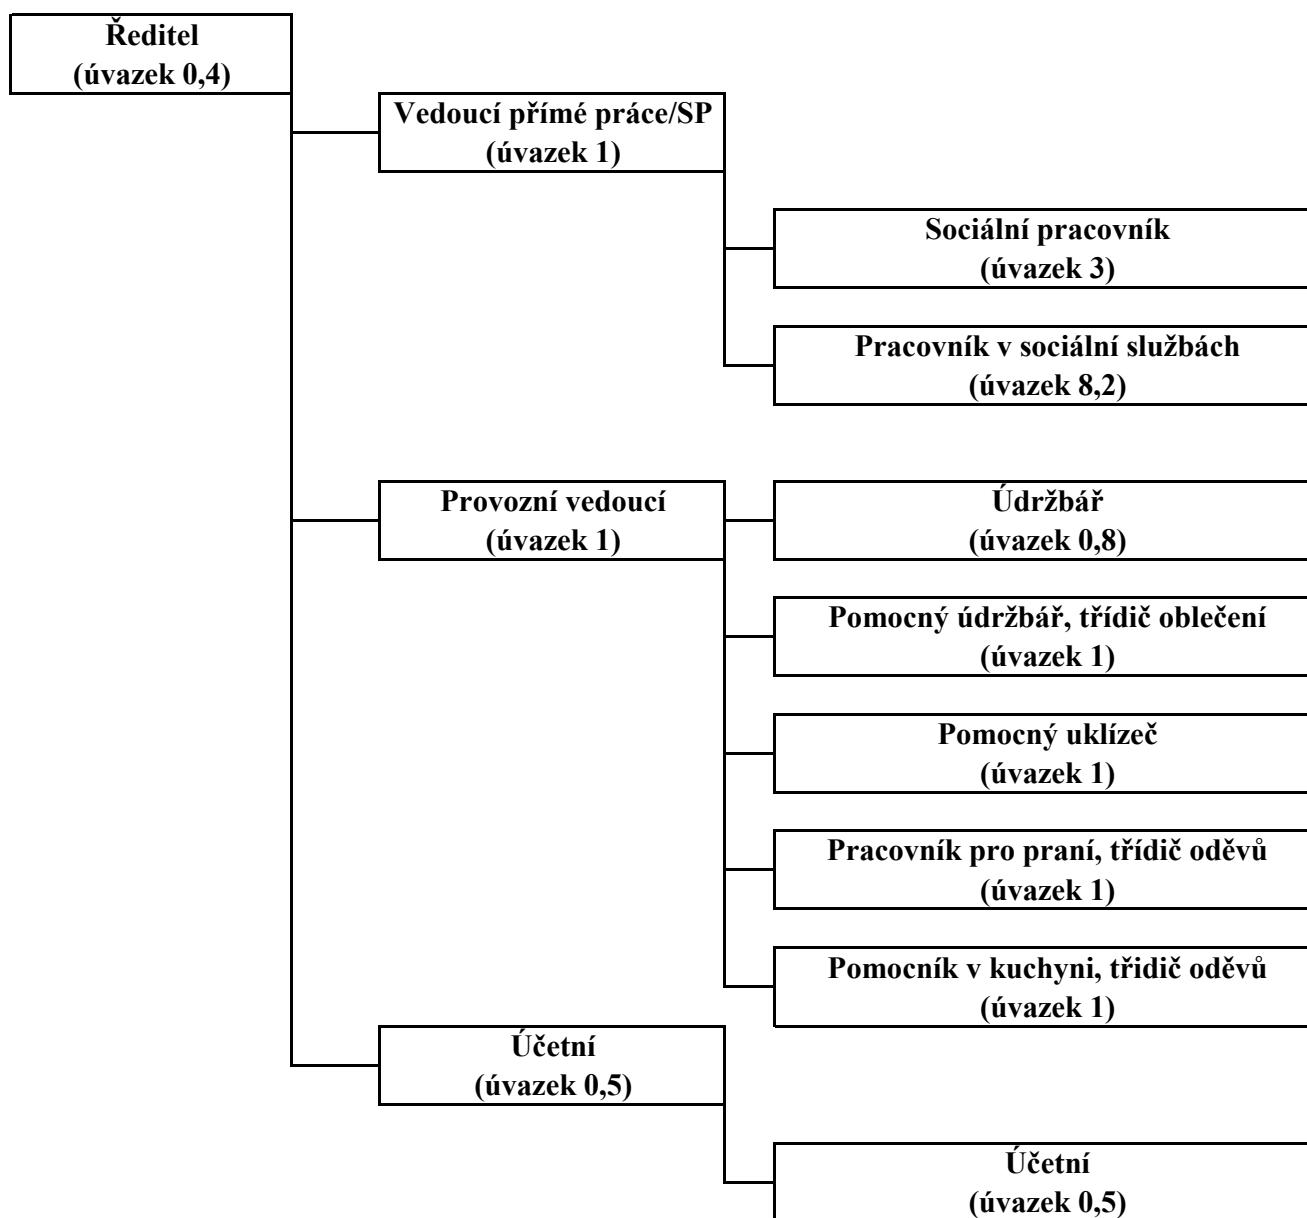 Ředitel
(úvazek 0,4)
Vedoucí přímé práce/SP
(úvazek 1)
Sociální pracovník
(úvazek 3)
Pracovník v sociální službách
(úvazek 8,2)
Provozní vedoucí
(úvazek 1)
Údržbář
(úvazek 0,8)
Pomocný údržbář, třídič oblečení
(úvazek 1)
Pomocný uklízeč
(úvazek 1)
Pracovník pro praní, třídič oděvů
(úvazek 1)
Pomocník v kuchyni, třidič oděvů
(úvazek 1)
Účetní
(úvazek 0,5)
Účetní
(úvazek 0,5)